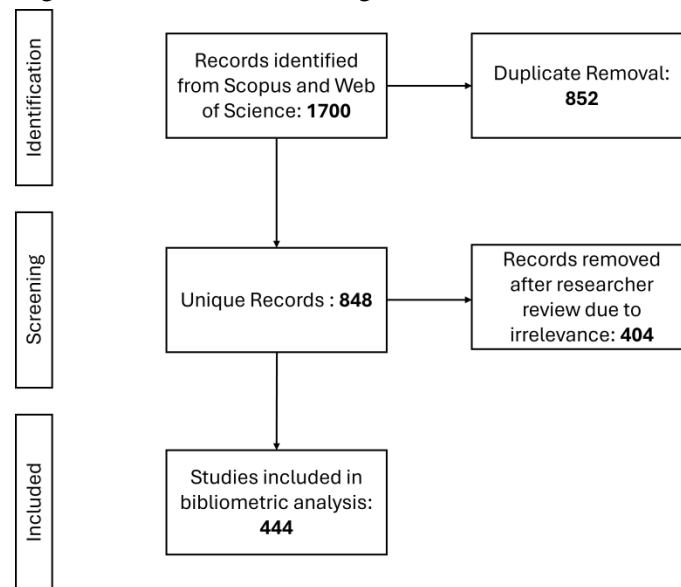 Identification
Records identified
from Scopus and Web
of Science: 1700
Duplicate Removal:
852
Screening
Unique Records : 848
Records removed
after researcher
review due to
irrelevance: 404
Included
Studies included in
bibliometric analysis:
444